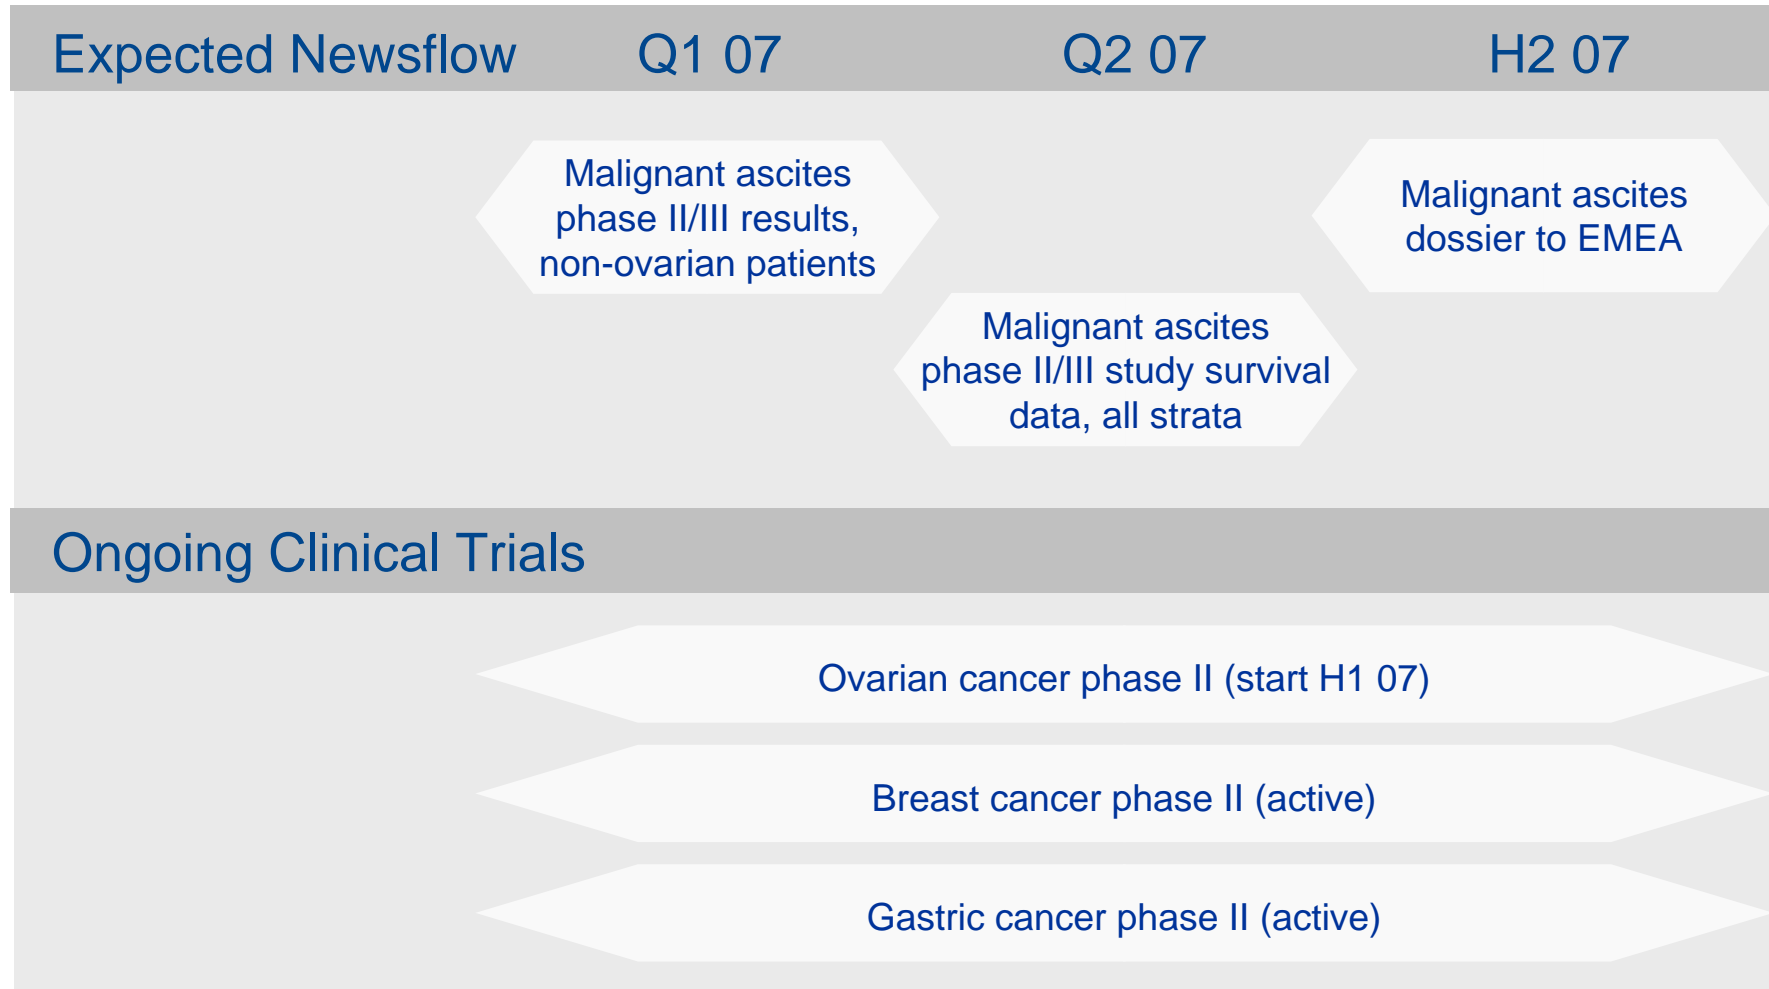 Expected Newsflow Q1 07 Q2 07 H2 07
Malignant ascites
phase II/III results,
non-ovarian patients
Malignant ascites
dossier to EMEA
Malignant ascites
phase II/III study survival
data, all strata
Ongoing Clinical Trials
Ovarian cancer phase II (start H1 07)
Breast cancer phase II (active)
Gastric cancer phase II (active)